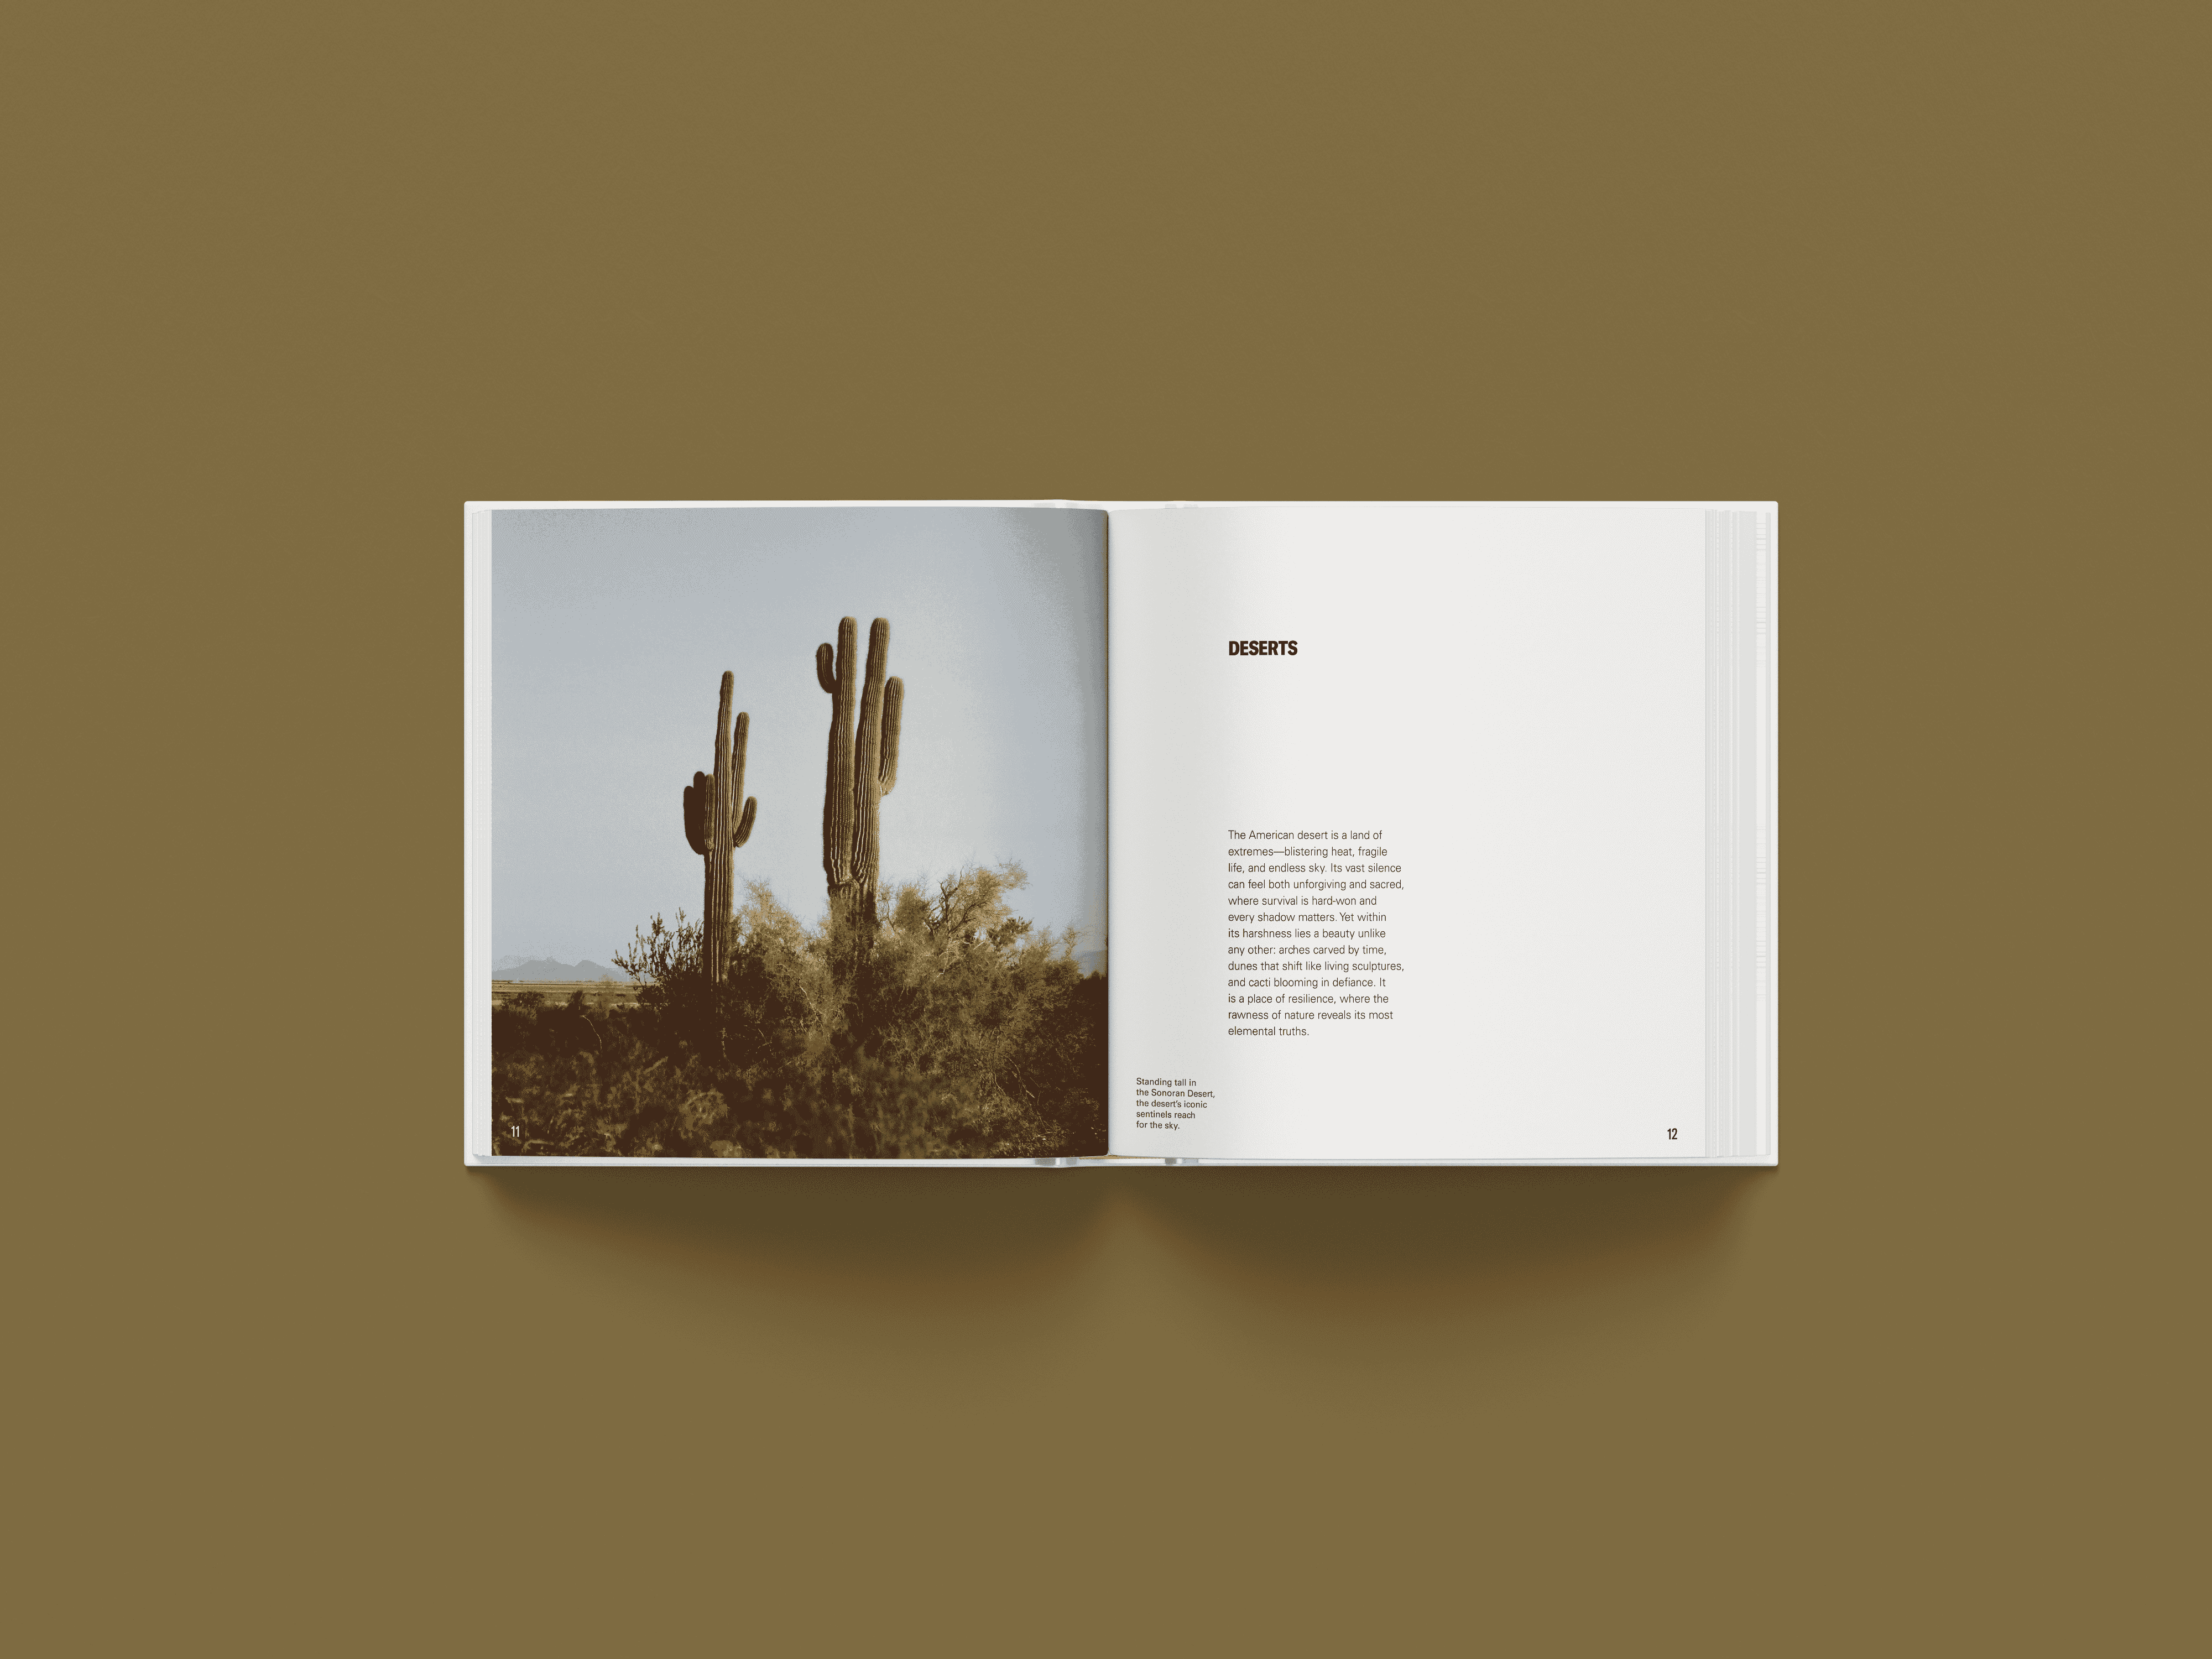 DESERTS
The American desert is a land of
extremes—blistering heat, fragile
life, and endless sky. Its vast silence
can feel both unforgiving and sacred,
where survival is hard-won and
every shadow matters. Yet within
its harshness lies a beauty unlike
any other: arches carved by time,
dunes that shift like living sculptures,
and cacti blooming in defiance. It
is a place of resilience, where the
rawness of nature reveals its most
elemental truths.
Standing tall in
the Sonoran Desert,
the desert's iconic
sentinels reach
for the sky.
11
12